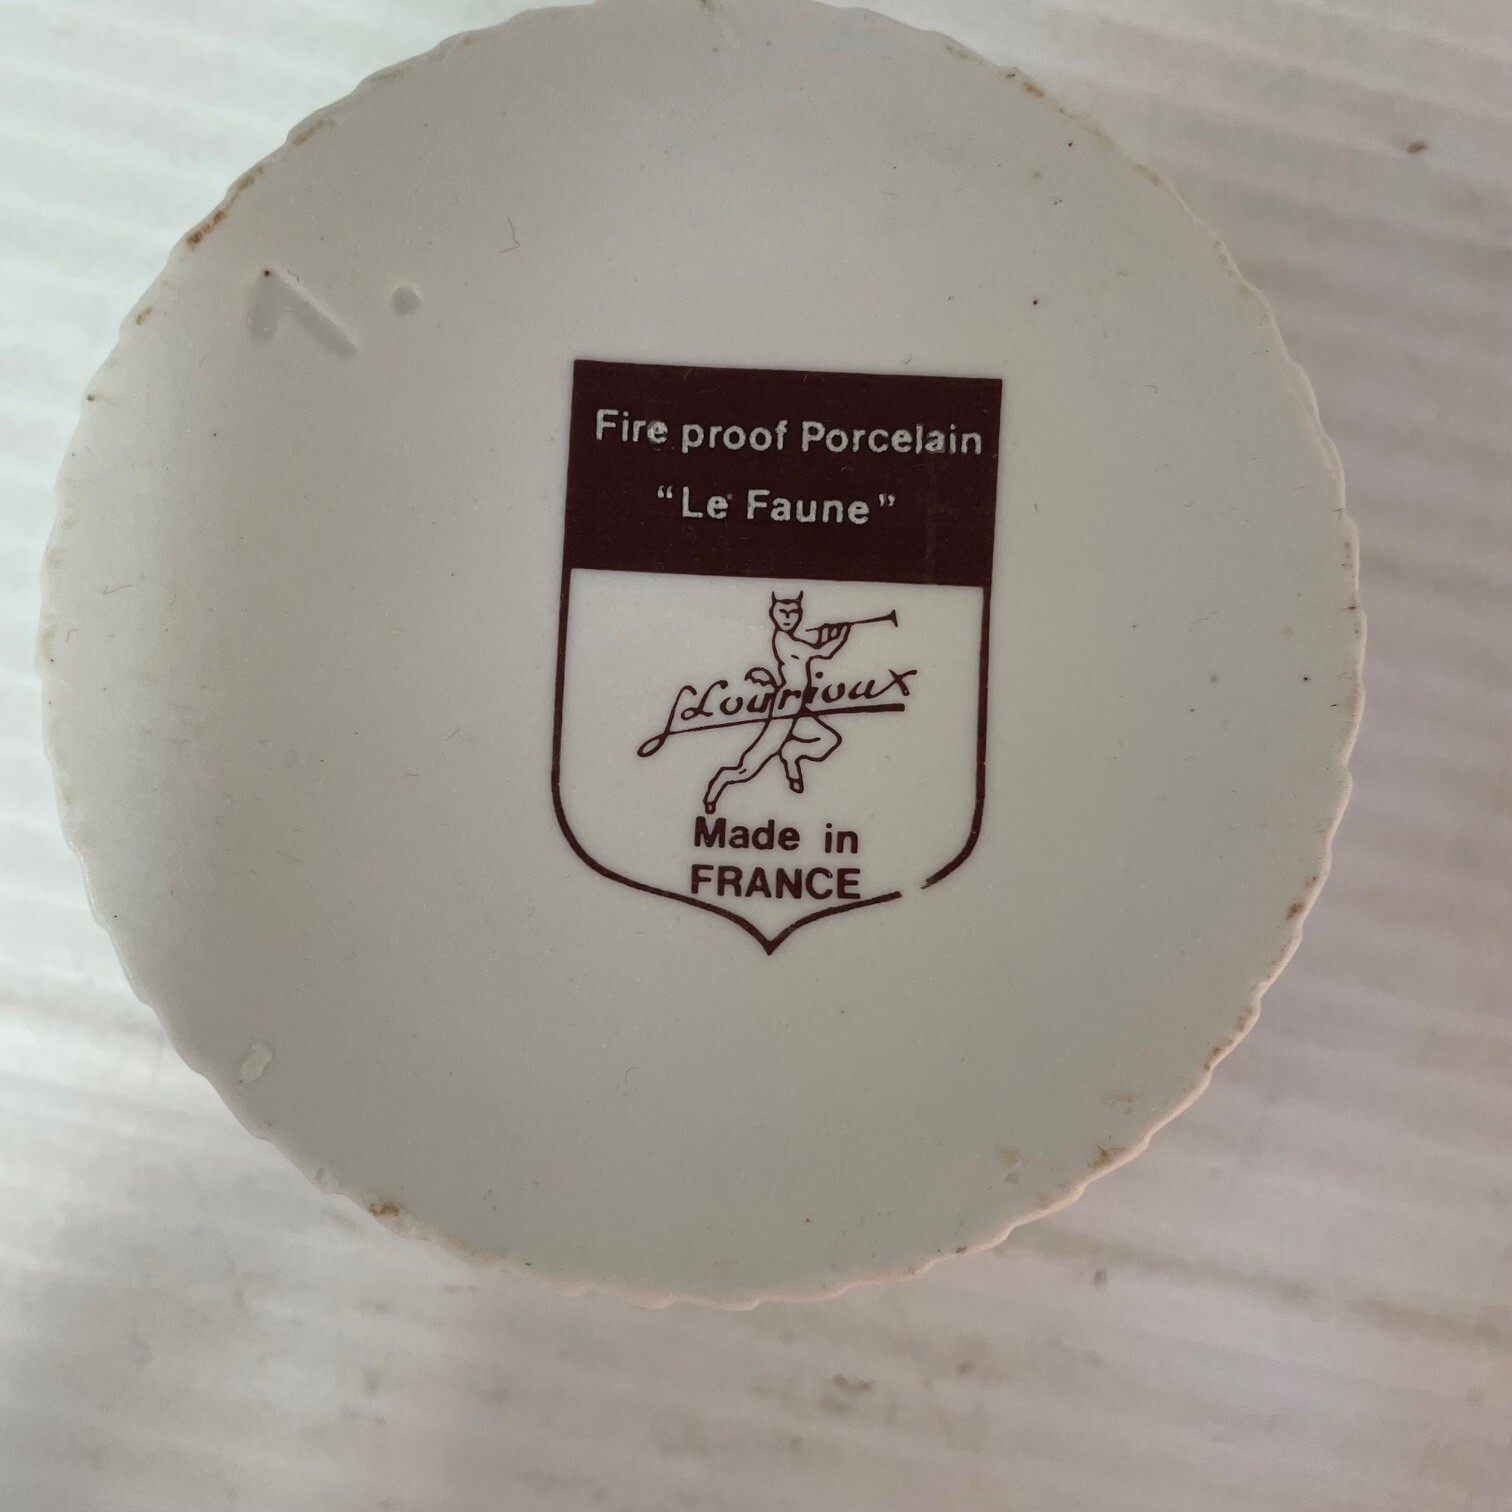 Fire proof Porcelain
“Le Faune”
LLourioux
Made in
FRANCE